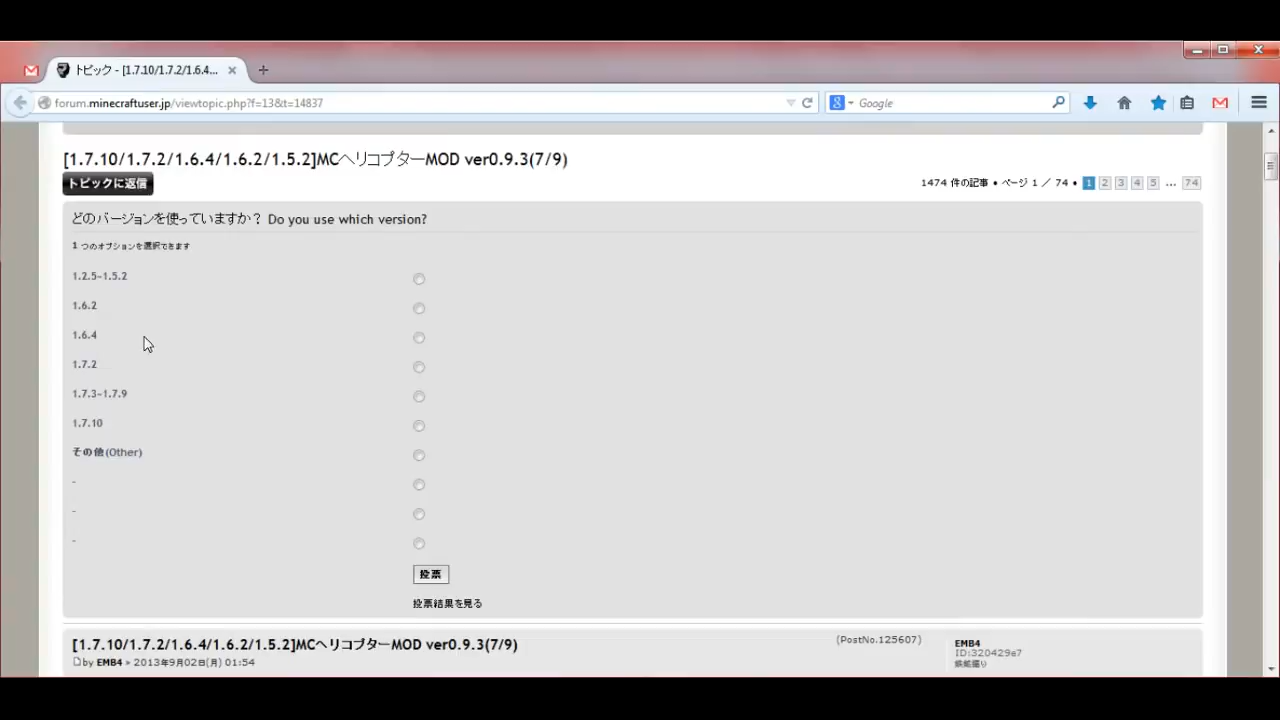 トピック - [1.7.10/1.7.2/1.6.4...
forum.minecraftuser.jp/viewtopic.php?f=13&t=14837
Google
[1.7.10/1.7.2/1.6.4/1.6.2/1.5.2]MCヘリコプターMOD ver0.9.3(7/9)
トピックに返信
1474 件の記事 • ページ 1 / 74 • 1 2 3 4 5 ... 74
どのバージョンを使っていますか? Do you use which version?
1 つのオプションを選択できます
1.2.5-1.5.2
1.6.2
1.6.4
1.7.2
1.7.3-1.7.9
1.7.10
その他(Other)
-
-
-
投票
投票結果を見る
[1.7.10/1.7.2/1.6.4/1.6.2/1.5.2]MCヘリコプターMOD ver0.9.3(7/9)
by EMB4 » 2013年9月02日(月) 01:54
(PostNo.125607)
EMB4
ID:320429e7
鉄鉱掘り